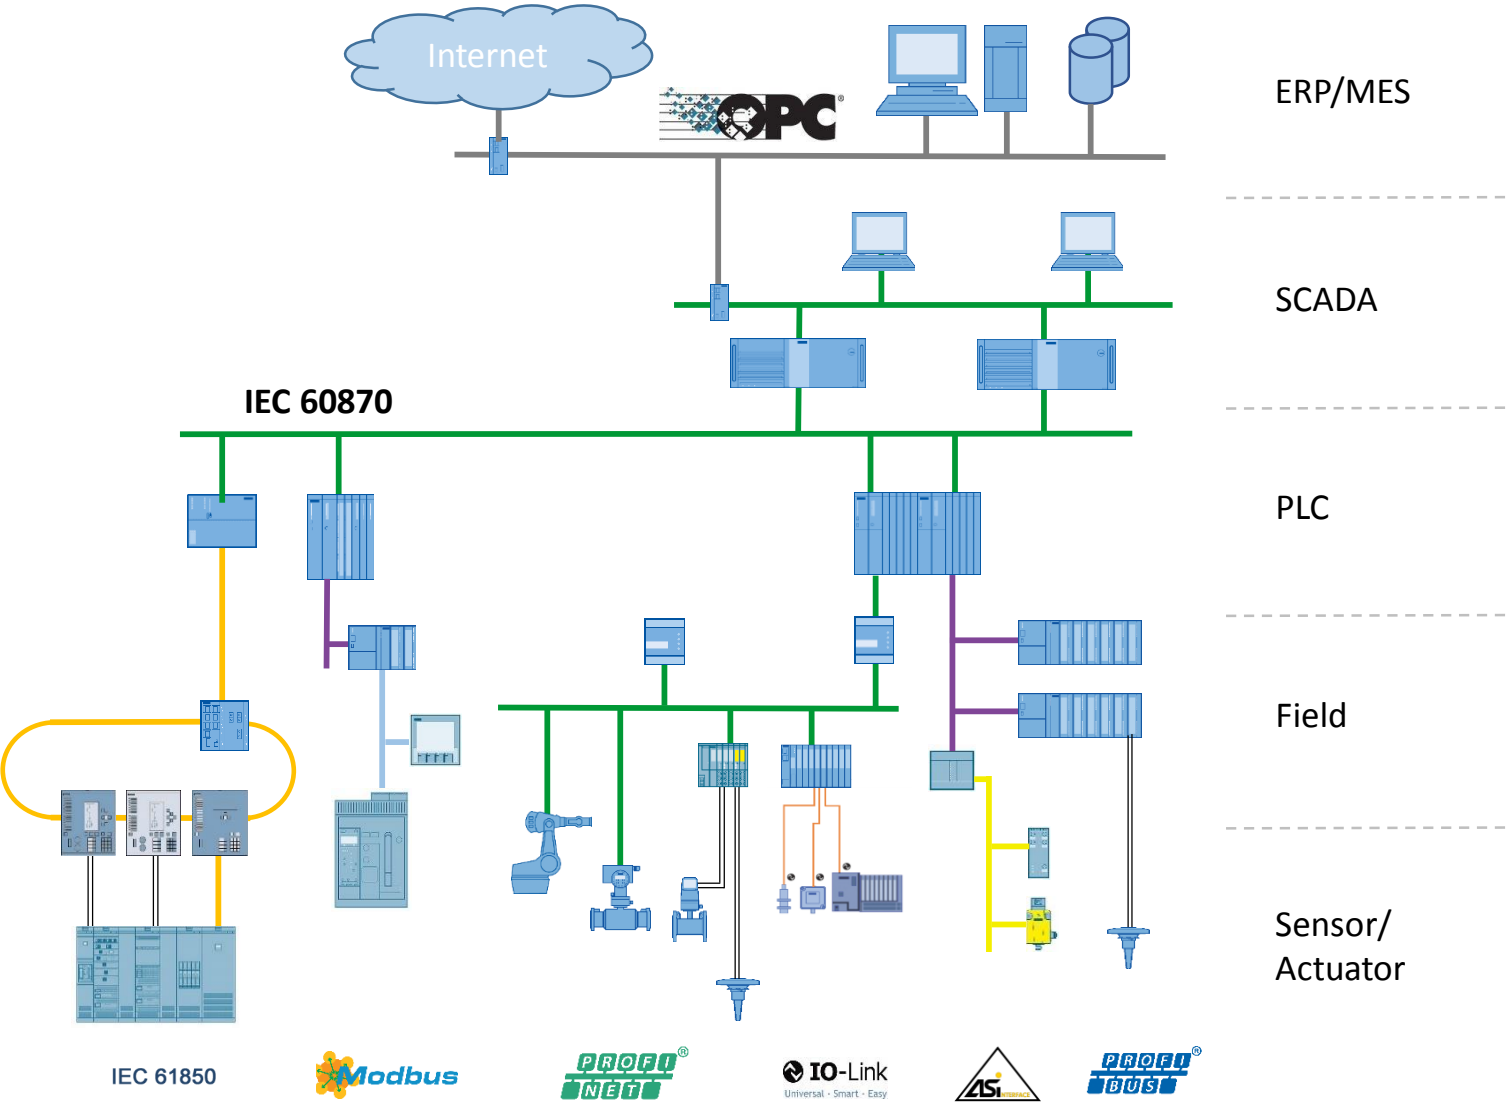 Internet
OPC®
ERP/MES
SCADA
IEC 60870
PLC
Field
Sensor/
Actuator
IEC 61850
Modbus
PROFI®
NET
IO-Link
Universal - Smart - Easy
ASi INTERFACE
PROFI®
BUS